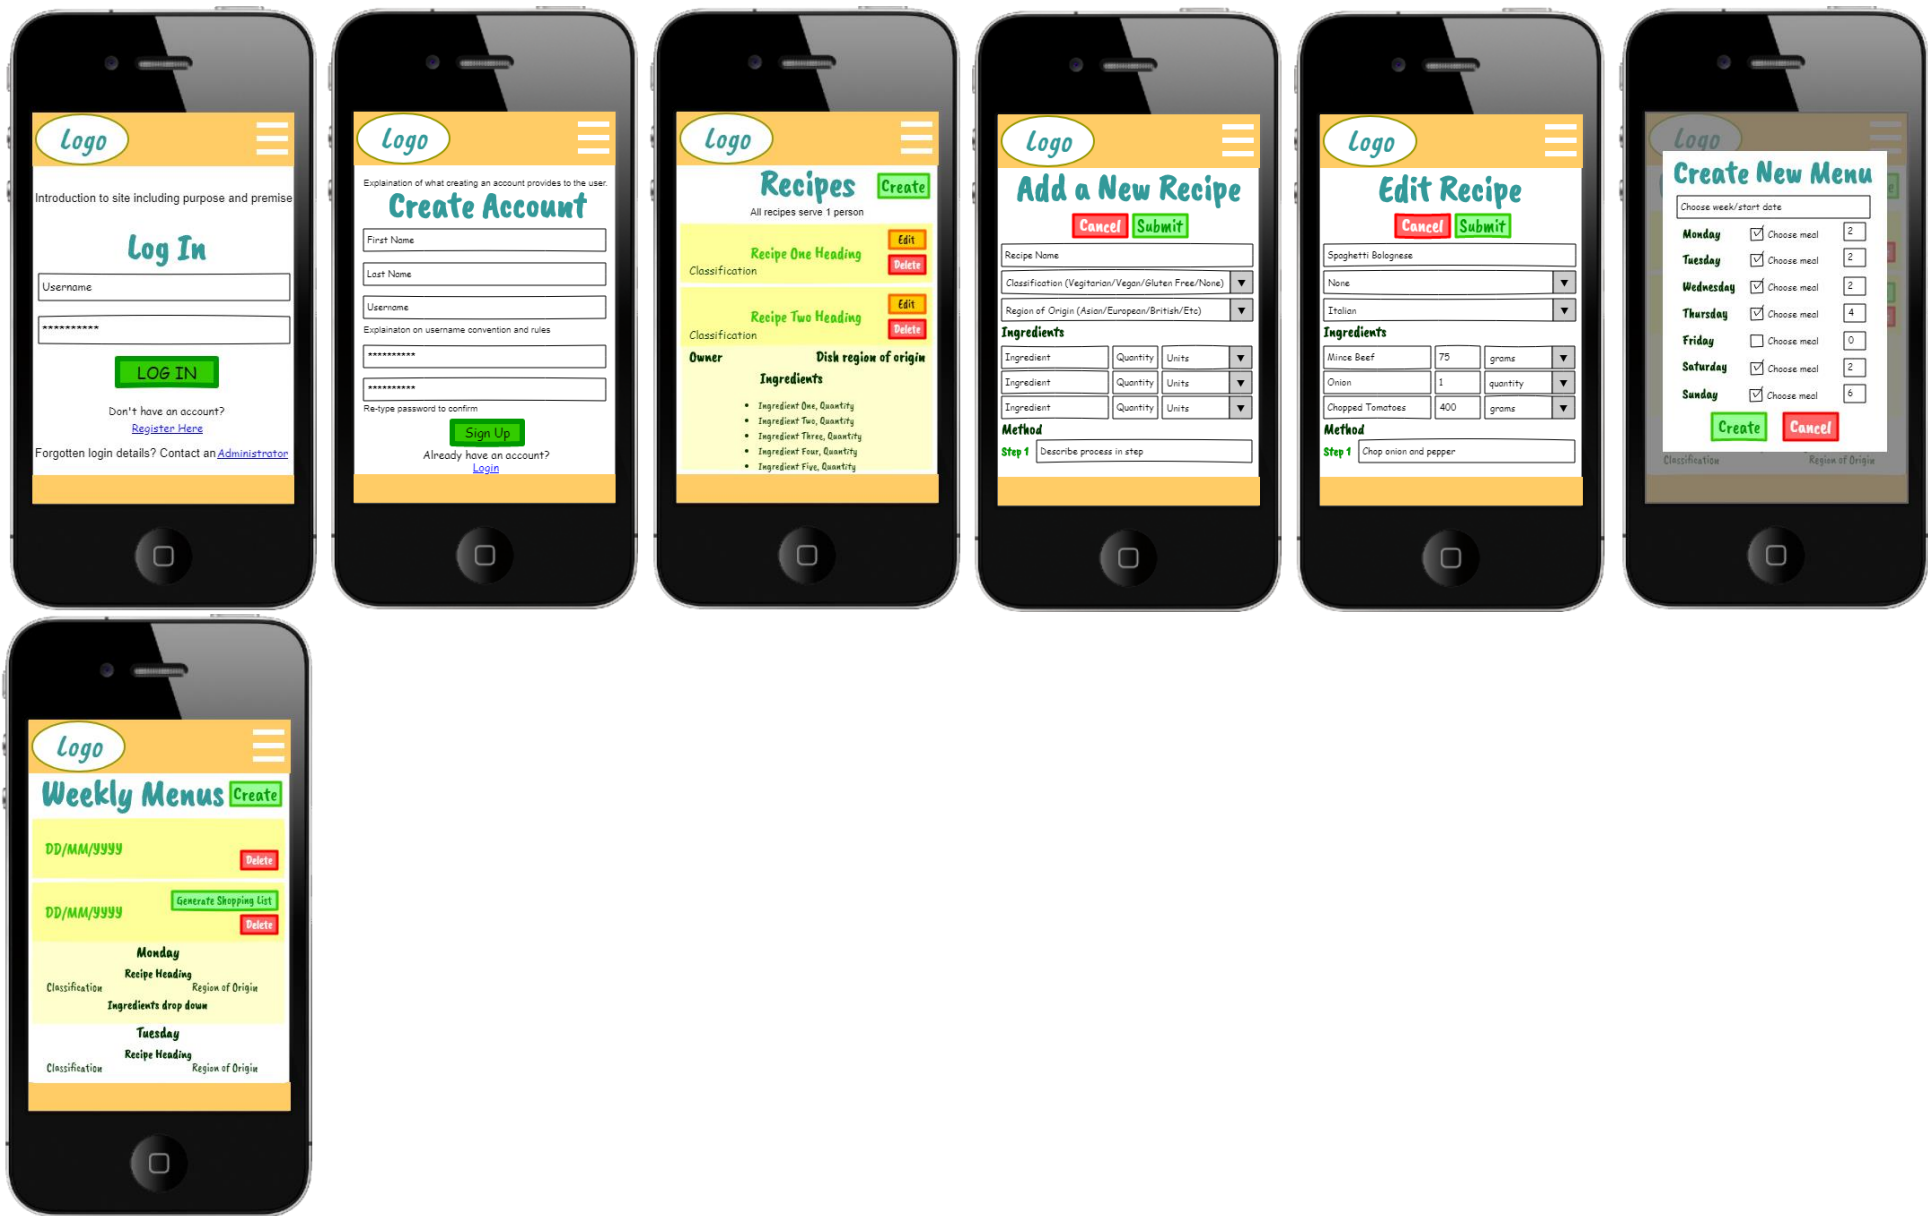 Logo
Introduction to site including purpose and premise
Log In
Username
**********
LOG IN
Don't have an account?
Register Here
Forgotten login details? Contact an Administrator
Logo
Explaination of what creating an account provides to the user.
Create Account
First Name
Last Name
Username
Explainaton on username convention and rules
**********
**********
Re-type password to confirm
Sign Up
Already have an account?
Login
Logo
Recipes
Create
All recipes serve 1 person
Recipe One Heading
Edit
Delete
Classification
Recipe Two Heading
Edit
Delete
Classification
Owner Dish region of origin
Ingredients
• Ingredient One, Quantity
• Ingredient Two, Quantity
• Ingredient Three, Quantity
• Ingredient Four, Quantity
• Ingredient Five, Quantity
Logo
Add a New Recipe
Cancel Submit
Recipe Name
Classification (Vegitarian/Vegan/Gluten Free/None)
Region of Origin (Asian/European/British/Etc)
Ingredients
Ingredient Quantity Units
Ingredient Quantity Units
Ingredient Quantity Units
Method
Step 1 Describe process in step
Logo
Edit Recipe
Cancel Submit
Spaghetti Bolognese
None
Italian
Ingredients
Mince Beef 75 grams
Onion 1 quantity
Chopped Tomatoes 400 grams
Method
Step 1 Chop onion and pepper
Logo
Create New Menu
Choose week/start date
Monday Choose meal 2
Tuesday Choose meal 2
Wednesday Choose meal 2
Thursday Choose meal 4
Friday Choose meal 0
Saturday Choose meal 2
Sunday Choose meal 6
Create Cancel
Classification Region of Origin
Logo
Weekly Menus Create
DD/MM/YYYY
Delete
DD/MM/YYYY
Generate Shopping List
Delete
Monday
Recipe Heading
Classification Region of Origin
Ingredients drop down
Tuesday
Recipe Heading
Classification Region of Origin